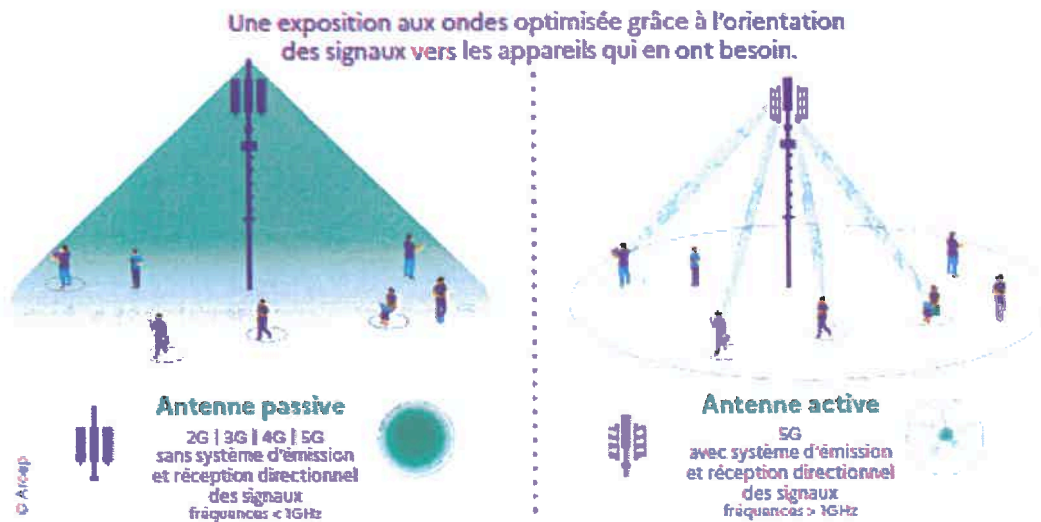 Une exposition aux ondes optimisée grâce à l'orientation
des signaux vers les appareils qui en ont besoin.
Antenne passive
2G | 3G | 4G | 5G
sans système d'émission
et réception directionnel
des signaux
fréquences < 1GHz
© Arcep
Antenne active
5G
avec système d'émission
et réception directionnel
des signaux
fréquences > 1GHz